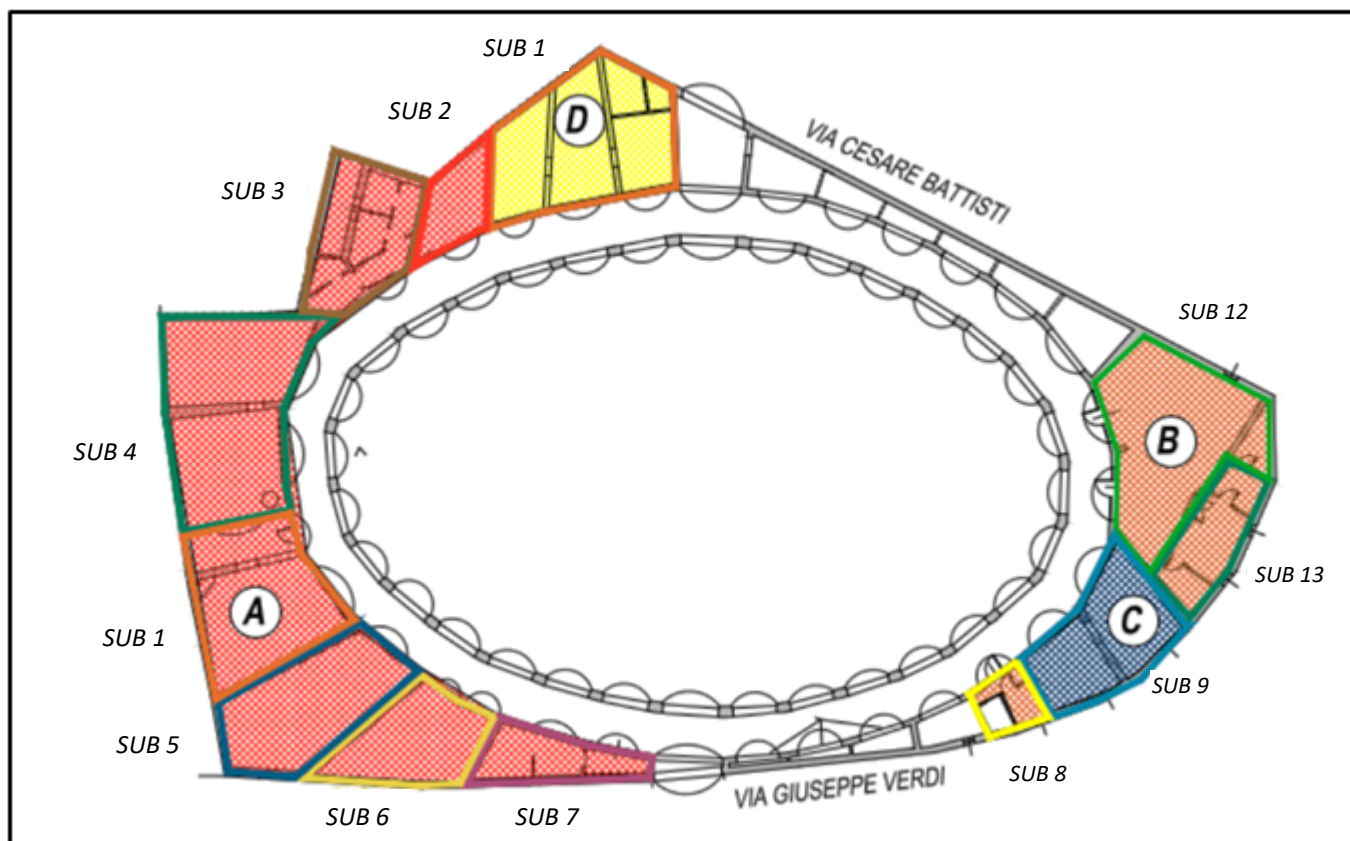 SUB 1
D
SUB 2
VIA CESARE BATTISTI
SUB 3
SUB 12
B
SUB 4
SUB 13
A
C
SUB 1
SUB 9
SUB 5
SUB 8
VIA GIUSEPPE VERDI
SUB 6
SUB 7